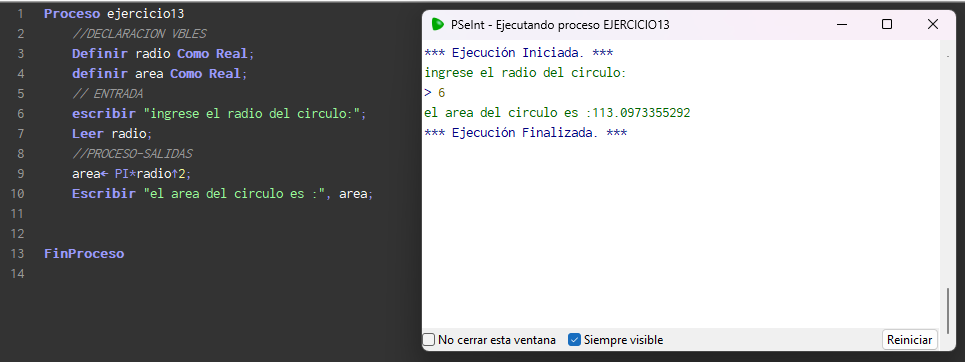 1 Proceso ejercicio13
2 //DECLARACION VBLES
3 Definir radio Como Real;
4 definir area Como Real;
5 // ENTRADA
6 escribir "ingrese el radio del circulo:";
7 Leer radio;
8 //PROCESO-SALIDAS
9 area← PI*radio↑2;
10 Escribir "el area del circulo es :", area;
11
12
13 FinProceso
14
PSeInt - Ejecutando proceso EJERCICIO13
*** Ejecución Iniciada. ***
ingrese el radio del circulo:
> 6
el area del circulo es :113.0973355292
*** Ejecución Finalizada. ***
No cerrar esta ventana Siempre visible Reiniciar